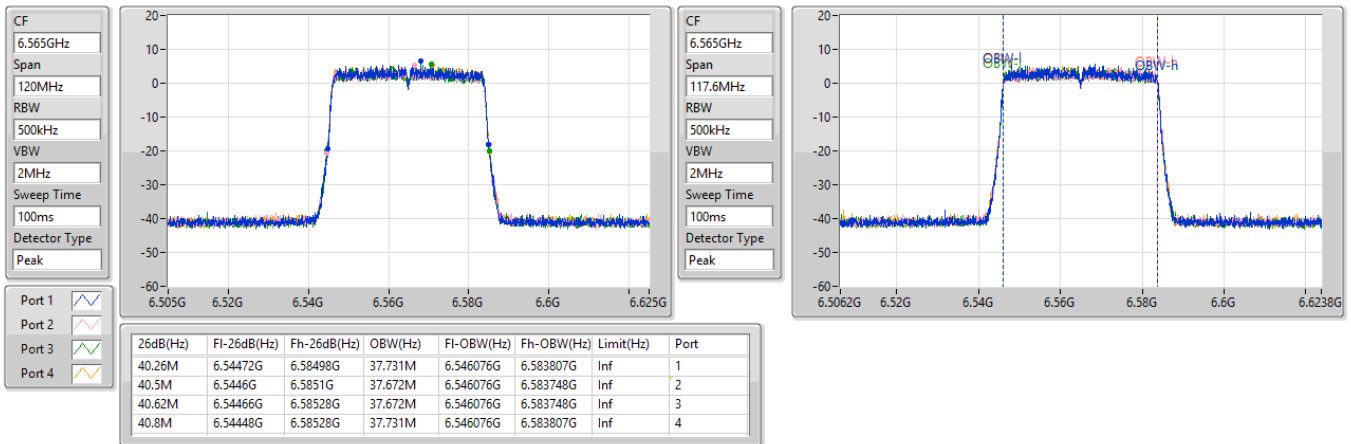 CF
6.565GHz
Span
120MHz
RBW
500kHz
VBW
2MHz
Sweep Time
100ms
Detector Type
Peak
20
10
0
-10
-20
-30
-40
-50
-60
6.505G 6.52G 6.54G 6.56G 6.58G 6.6G 6.625G
CF
6.565GHz
Span
117.6MHz
RBW
500kHz
VBW
2MHz
Sweep Time
100ms
Detector Type
Peak
20
10
0
-10
-20
-30
-40
-50
-60
OBW-l OBW-h
6.5062G 6.52G 6.54G 6.56G 6.58G 6.6G 6.6238G
Port 1
Port 2
Port 3
Port 4
26dB(Hz) Fl-26dB(Hz) Fh-26dB(Hz) OBW(Hz) Fl-OBW(Hz) Fh-OBW(Hz) Limit(Hz) Port
40.26M 6.54472G 6.58498G 37.731M 6.546076G 6.583807G Inf 1
40.5M 6.5446G 6.5851G 37.672M 6.546076G 6.583748G Inf 2
40.62M 6.54466G 6.58528G 37.672M 6.546076G 6.583748G Inf 3
40.8M 6.54448G 6.58528G 37.731M 6.546076G 6.583807G Inf 4